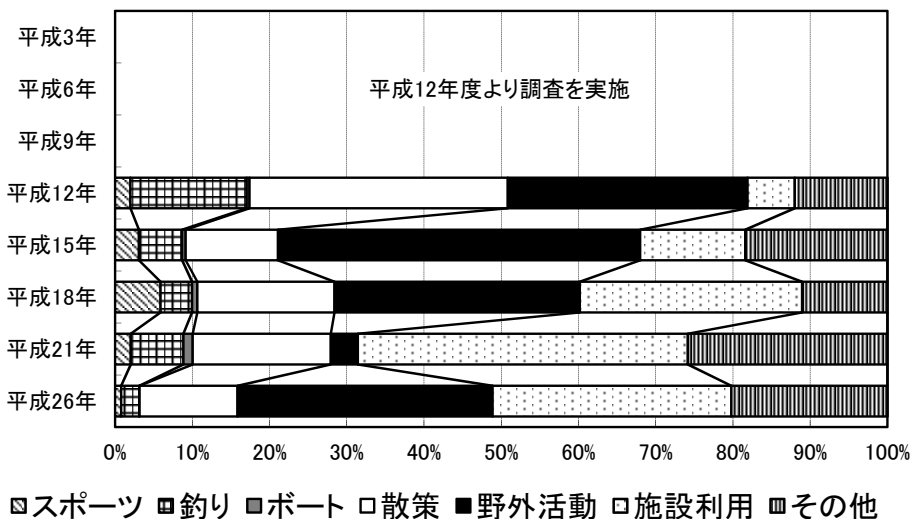 平成3年
平成6年
平成12年度より調査を実施
平成9年
平成12年
平成15年
平成18年
平成21年
平成26年
0% 10% 20% 30% 40% 50% 60% 70% 80% 90% 100%
スポーツ 釣り ボート 散策 野外活動 施設利用 その他